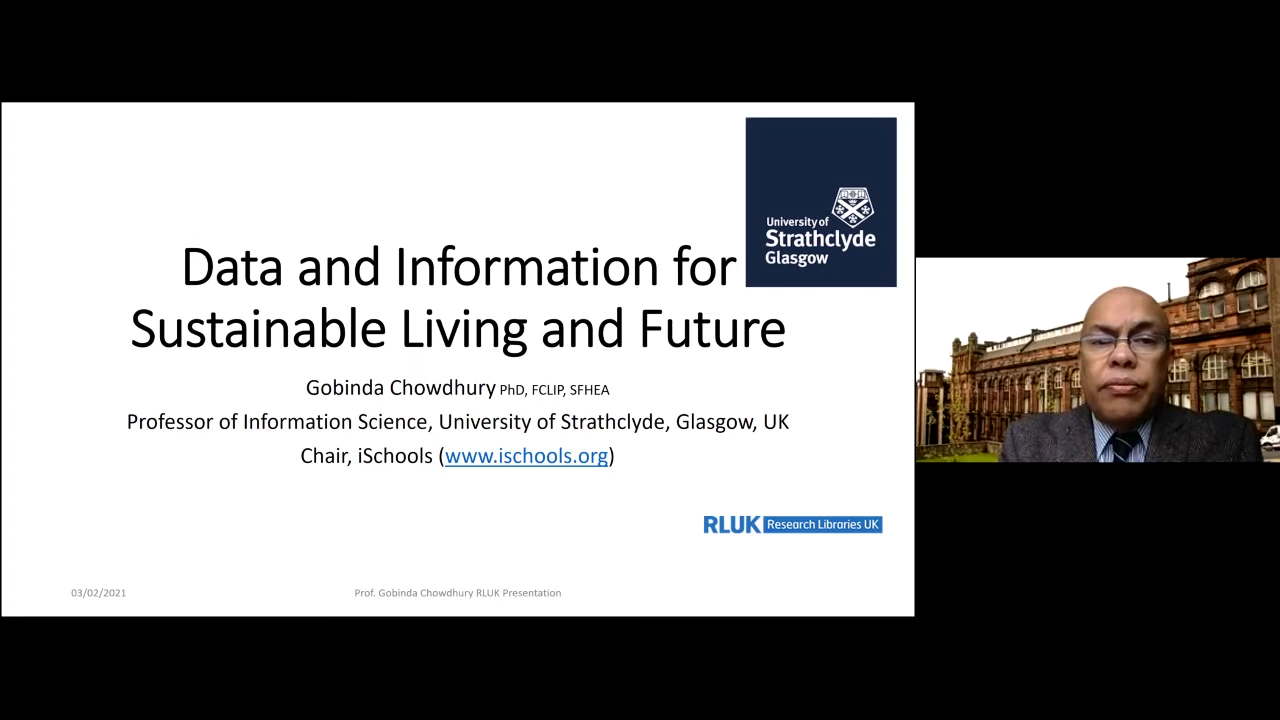 University of
Strathclyde
Glasgow
Data and Information for
Sustainable Living and Future
Gobinda Chowdhury PhD, FCLIP, SFHEA
Professor of Information Science, University of Strathclyde, Glasgow, UK
Chair, iSchools (www.ischools.org)
RLUK Research Libraries UK
03/02/2021
Prof. Gobinda Chowdhury RLUK Presentation